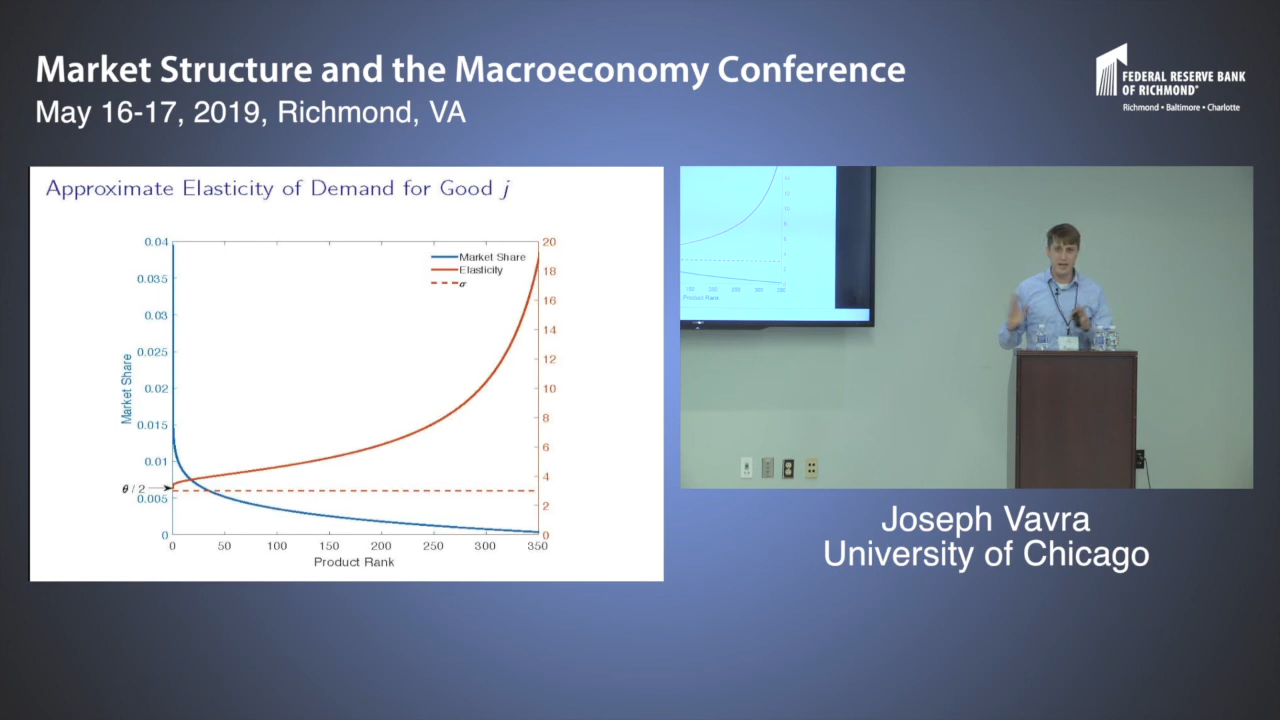 Market Structure and the Macroeconomy Conference
May 16-17, 2019, Richmond, VA
FEDERAL RESERVE BANK
OF RICHMOND
Richmond • Baltimore • Charlotte
Approximate Elasticity of Demand for Good j
Market Share
Elasticity
σ
0.04
0.035
0.03
0.025
0.02
0.015
0.01
0.005
0
θ / 2
Market Share
20
18
16
14
12
10
8
6
4
2
0
0 50 100 150 200 250 300 350
Product Rank
Product Rank
Joseph Vavra
University of Chicago